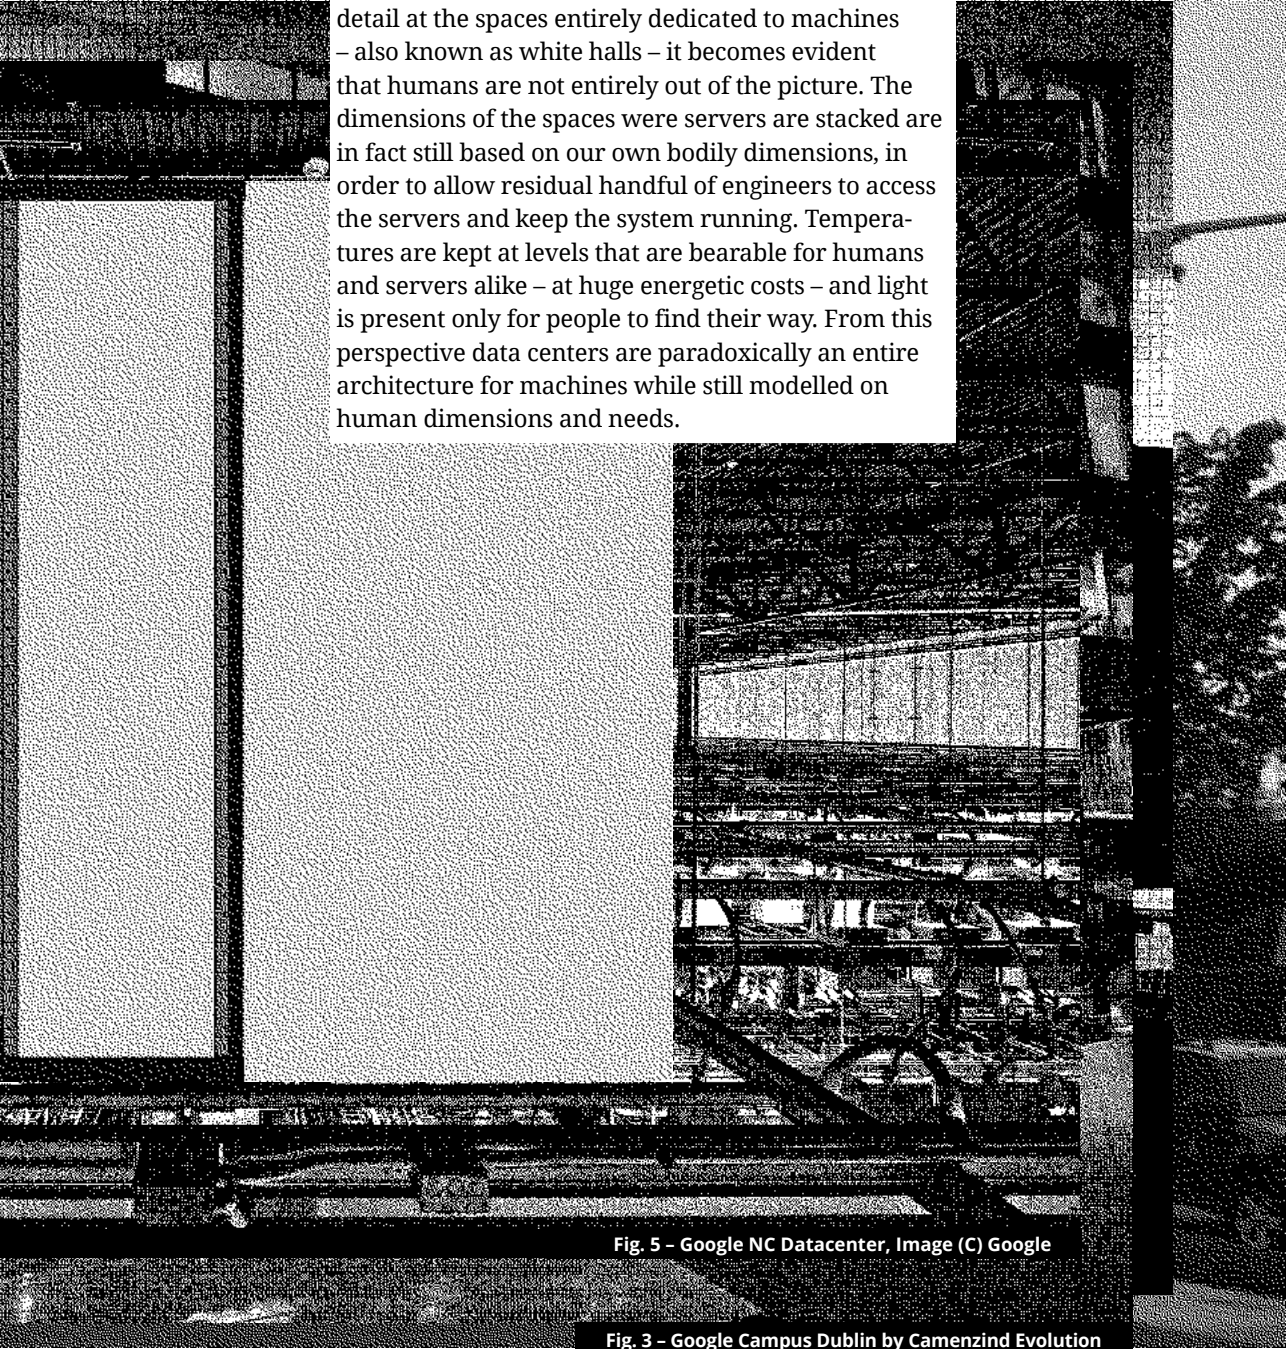 detail at the spaces entirely dedicated to machines
– also known as white halls – it becomes evident
that humans are not entirely out of the picture. The
dimensions of the spaces were servers are stacked are
in fact still based on our own bodily dimensions, in
order to allow residual handful of engineers to access
the servers and keep the system running. Tempera-
tures are kept at levels that are bearable for humans
and servers alike – at huge energetic costs – and light
is present only for people to find their way. From this
perspective data centers are paradoxically an entire
architecture for machines while still modelled on
human dimensions and needs.
Fig. 5 – Google NC Datacenter, Image (C) Google
Fig. 3 – Google Campus Dublin by Camenzind Evolution